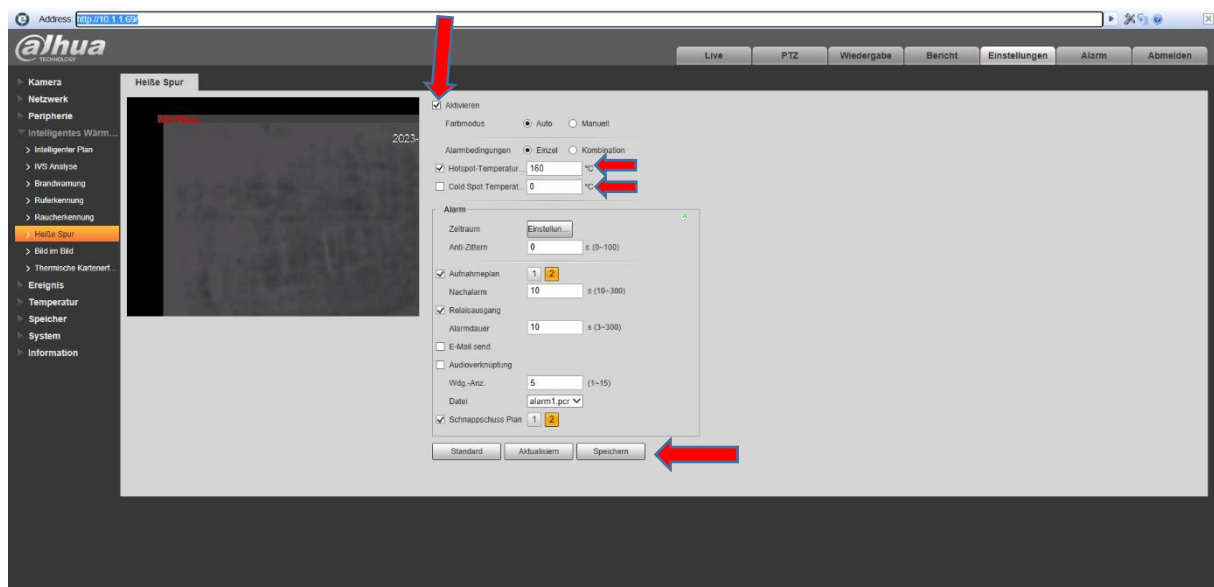 Address http://10.1.1.69/
alhua
TECHNOLOGY
Live PTZ Wiedergabe Bericht Einstellungen Alarm Abmelden
Kamera
Netzwerk
Peripherie
Intelligentes Wärm...
Intelligenter Plan
IVS Analyse
Brandwarnung
Ruferkennung
Raucherkennung
Heiße Spur
Bild im Bild
Thermische Kartenerf...
Ereignis
Temperatur
Speicher
System
Information
Heiße Spur
2023-
Aktivieren
Farbmodus Auto Manuell
Alarmbedingungen Einzel Kombination
Hotspot-Temperatur... 160 °C
Cold Spot Temperat... 0 °C
Alarm
Zeitraum Einstellun...
Anti-Zittern 0 s (0~100)
Aufnahmeplan 1 2
Nachalarm 10 s (10~300)
Relaisausgang
Alarmdauer 10 s (3~300)
E-Mail send.
Audioverknüpfung
Wdg.-Anz. 5 (1~15)
Datei alarm1.pcr
Schnappschuss Plan 1 2
Standard Aktualisiern Speichern